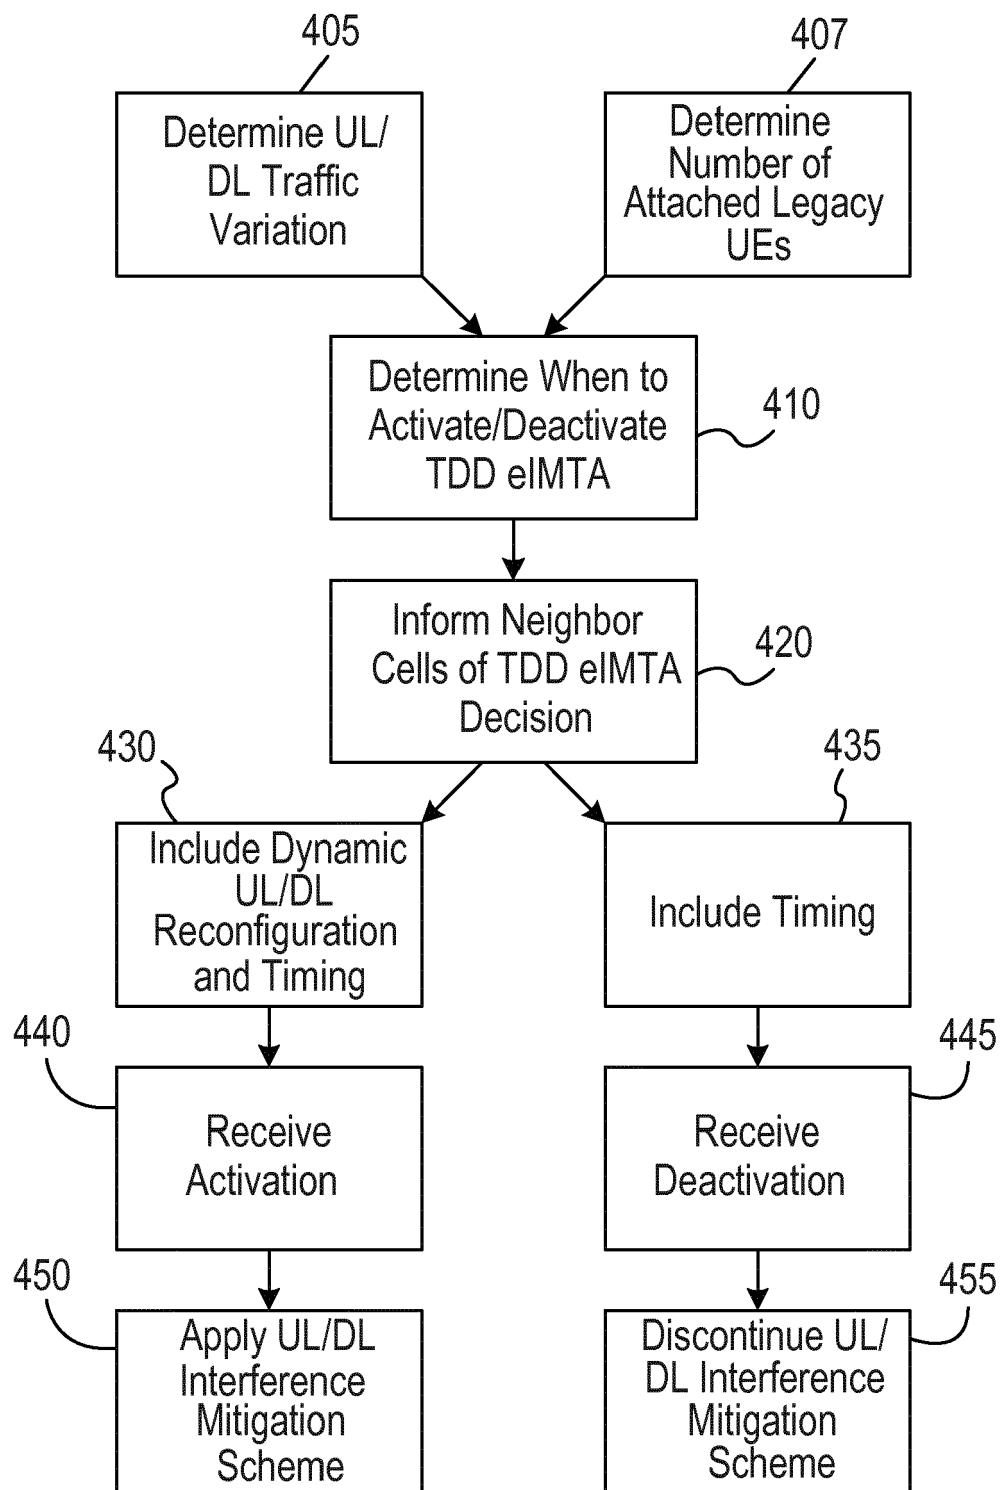 405
407
Determine UL/
DL Traffic
Variation
Determine
Number of
Attached Legacy
UEs
Determine When to
Activate/Deactivate
TDD eIMTA
410
Inform Neighbor
Cells of TDD eIMTA
Decision
420
430
435
Include Dynamic
UL/DL
Reconfiguration
and Timing
Include Timing
440
445
Receive
Activation
Receive
Deactivation
450
455
Apply UL/DL
Interference
Mitigation
Scheme
Discontinue UL/
DL Interference
Mitigation
Scheme